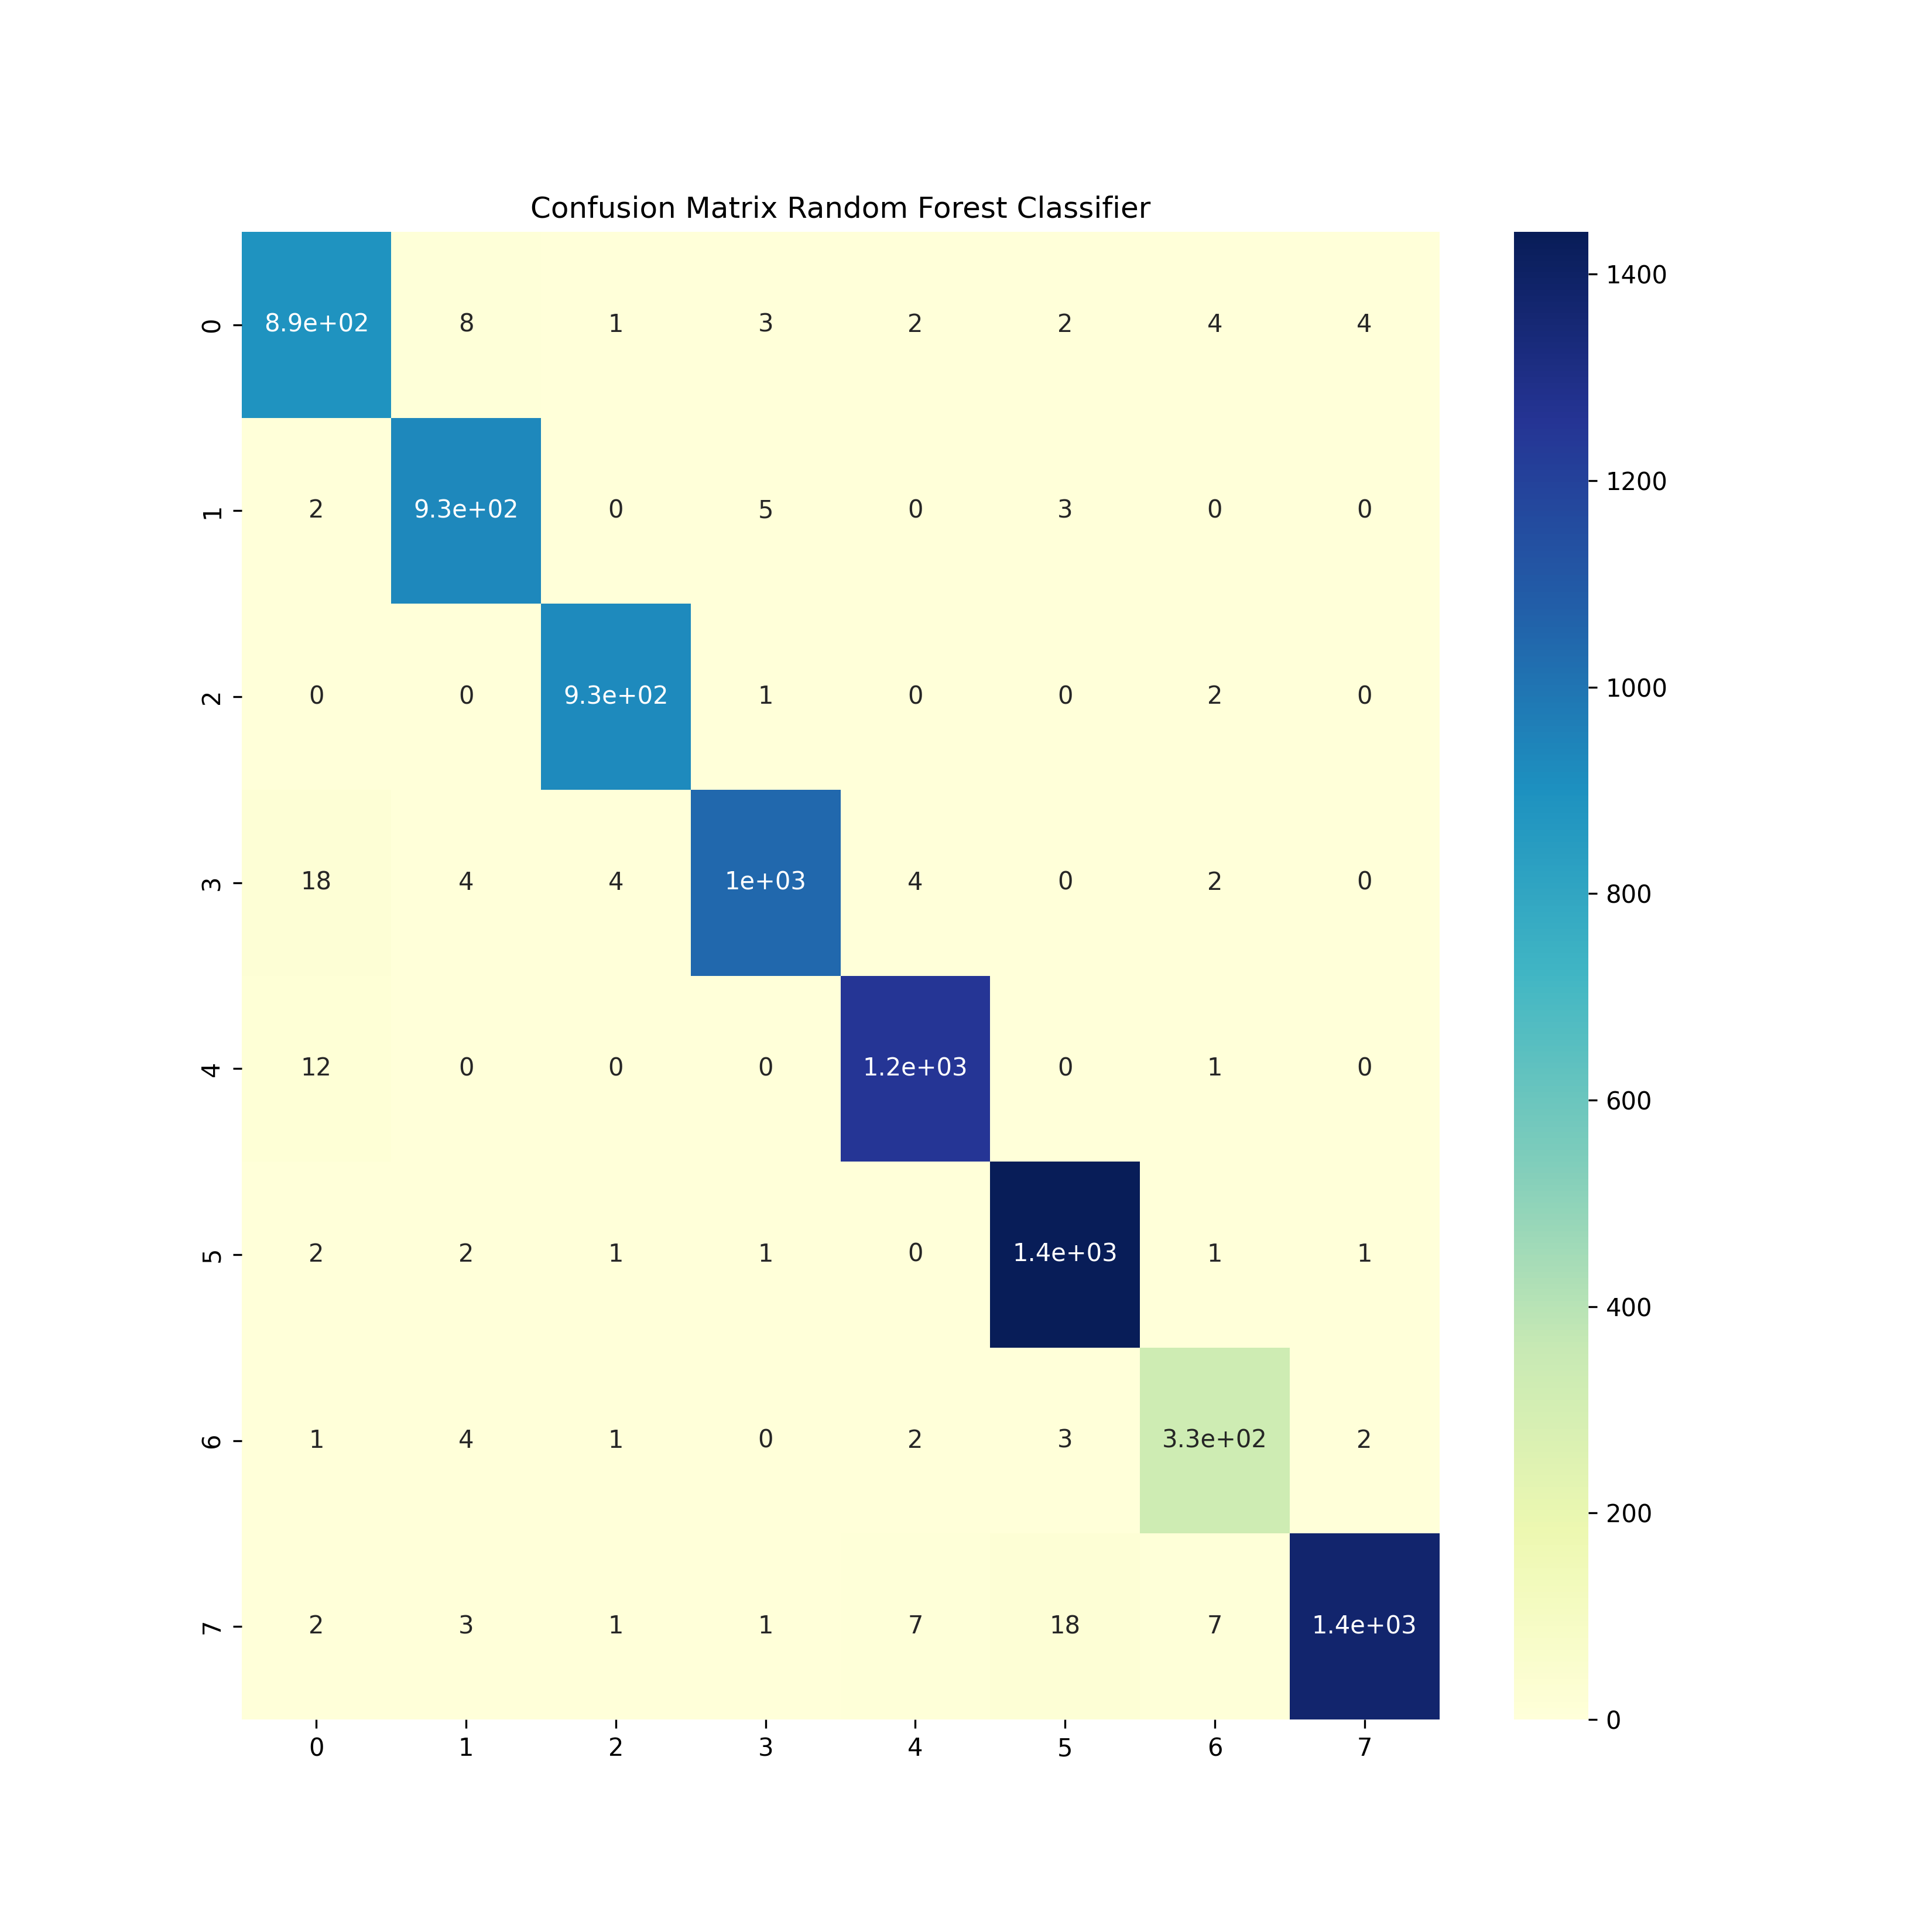 Confusion Matrix Random Forest Classifier
0 8.9e+02 8 1 3 2 2 4 4
1 2 9.3e+02 0 5 0 3 0 0
2 0 0 9.3e+02 1 0 0 2 0
3 18 4 4 1e+03 4 0 2 0
4 12 0 0 0 1.2e+03 0 1 0
5 2 2 1 1 0 1.4e+03 1 1
6 1 4 1 0 2 3 3.3e+02 2
7 2 3 1 1 7 18 7 1.4e+03
0 1 2 3 4 5 6 7
1400
1200
1000
800
600
400
200
0